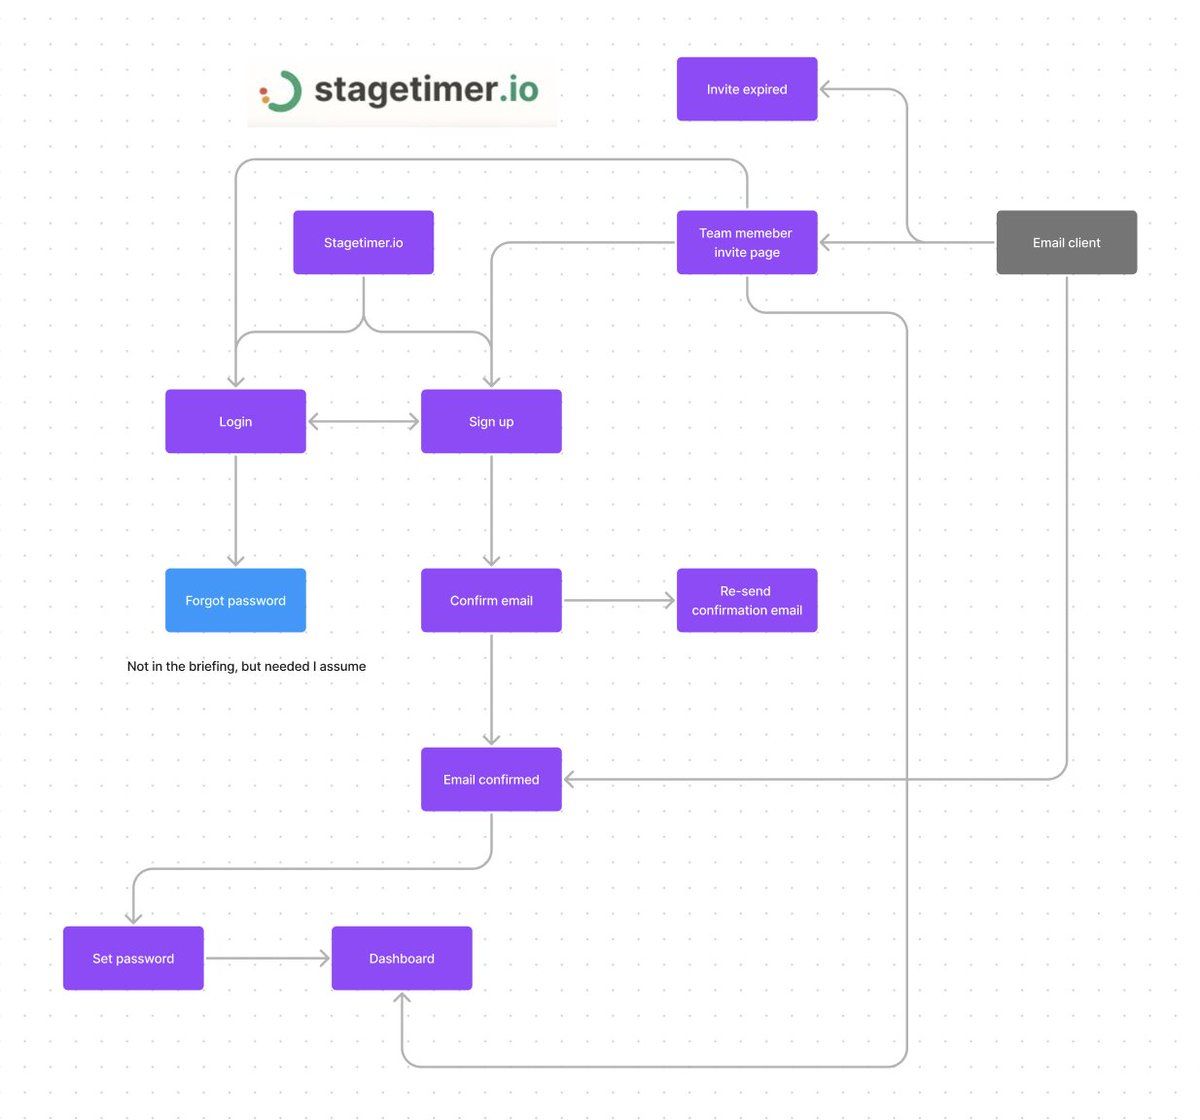 stagetimer.io
Invite expired
Stagetimer.io
Team memeber
invite page
Email client
Login
Sign up
Forgot password
Confirm email
Re-send
confirmation email
Not in the briefing, but needed I assume
Email confirmed
Set password
Dashboard